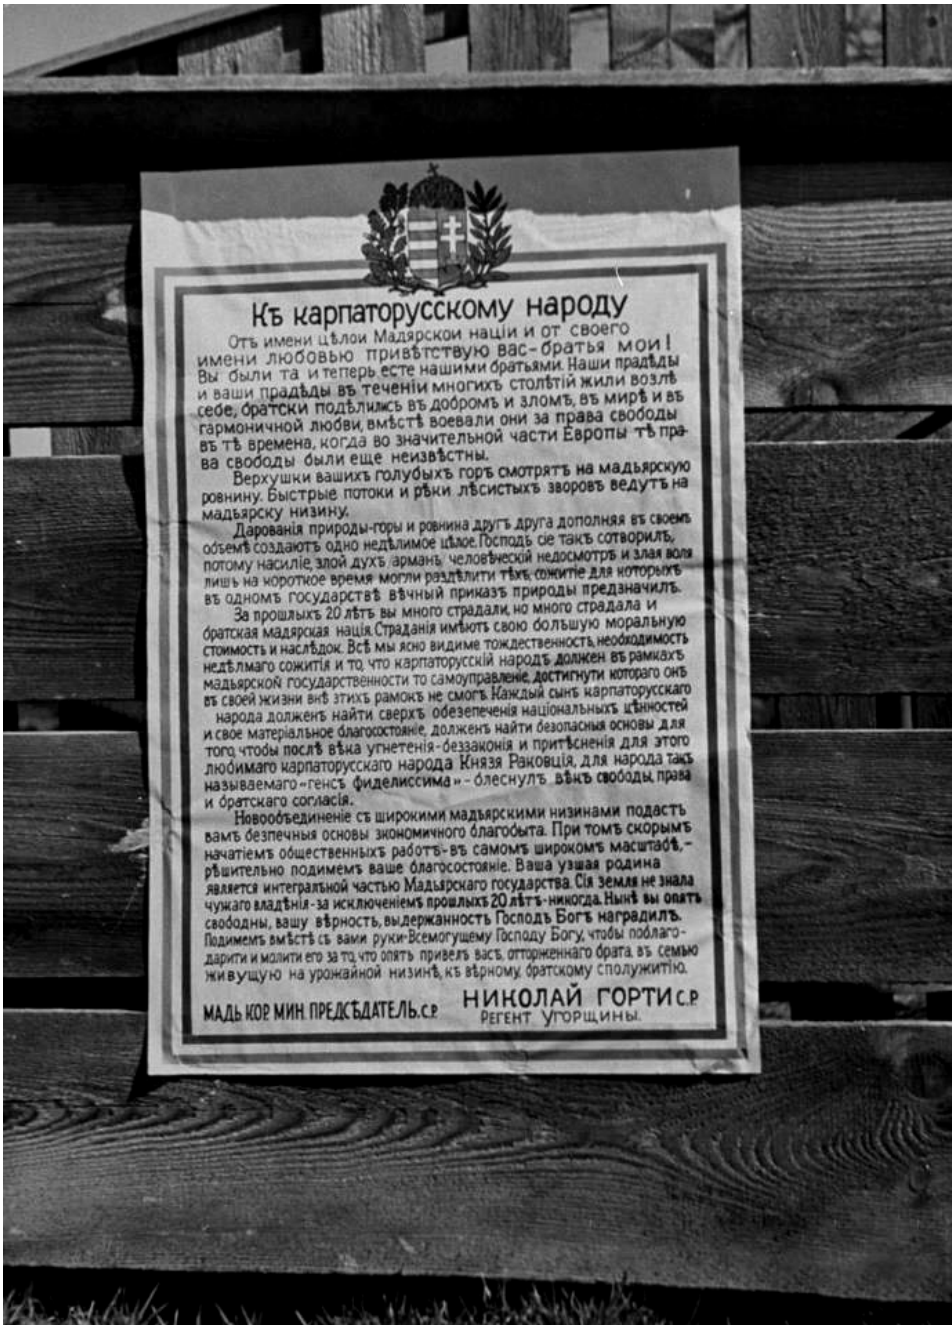 Къ карпаторусскому народу
Отъ имени цѣлои Мадярскои націи и от своего
имени любовью привѣтствую вас-братья мои!
Вы были та и теперь есте нашими братьями. Наши прадѣды
и ваши прадѣды въ теченіи многихъ столѣтій жили возлѣ
себе, братски подѣлились въ добромъ и зломъ, въ мирѣ и въ
гармоничной любви, вмѣстѣ воевали они за права свободы
въ тѣ времена, когда во значительной части Европы тѣ пра-
ва свободы были еще неизвѣстны.
Верхушки вашихъ голубыхъ горъ смотрятъ на мадьярскую
ровнину. Быстрые потоки и рѣки лѣсистыхъ зворовъ ведутъ на
мадьярску низину.
Дарованія природы-горы и ровнина другъ друга дополняя въ своемъ
объемѣ создаютъ одно недѣлимое цѣлое. Господь сіе такъ сотворилъ,
потому насиліе, злой духъ арманъ, человѣческій недосмотръ и злая воля
лишь на короткое время могли раздѣлити тѣхъ, сожитіе для которыхъ
въ одномъ государствѣ вѣчный приказъ природы предзначилъ.
За прошлыхъ 20 лѣтъ вы много страдали, но много страдала и
братская мадярская нація. Страданія имѣютъ свою большую моральную
стоимость и наслѣдок. Всѣ мы ясно видиме тождественность, необходимость
недѣлмаго сожитія и то, что карпаторусскій народъ должен въ рамкахъ
мадьярской государственности то самоуправленіе, достигнути котораго онъ
въ своей жизни внѣ этихъ рамокъ не смогъ. Каждый сынъ карпаторусскаго
народа долженъ найти сверхъ обезепеченія національныхъ цѣнностей
и свое матеріальное благосостояніе, долженъ найти безопасныя основы для
того, чтобы послѣ вѣка угнетенія-беззаконія и притѣсненія для этого
любимаго карпаторусскаго народа Князя Раковція, для народа такъ
называемаго «генсъ фиделиссима» - блеснулъ вѣкъ свободы, права
и братскаго согласія.
Новообъединение съ широкими мадьярскими низинами подасть
вамъ безпечныя основы экономичного благобыта. При томъ скорымъ
начатіемъ общественныхъ работъ-въ самомъ широкомъ масштабѣ,-
рѣшительно подимемъ ваше благосостояние. Ваша узшая родина
является интегральной частью Мадьярскаго государства. Сія земля не знала
чужаго владѣнія-за исключеніемъ прошлыхъ 20 лѣтъ-никогда. Нынѣ вы опять
свободны, вашу вѣрность, выдержанность Господь Богъ наградилъ.
Подимемъ вмѣстѣ съ вами руки-Всемогущему Господу Богу, чтобы поблаго-
дарити и молити его за то, что опять привелъ васъ, отторженнаго брата, въ семью
живущую на урожайной низинѣ, къ вѣрному, братскому сполужитію.
МАДЬ КОР. МИН. ПРЕДСѢДАТЕЛЬ. С.Р.
НИКОЛАЙ ГОРТИ С.Р.
РЕГЕНТ УГОРЩИНЫ.